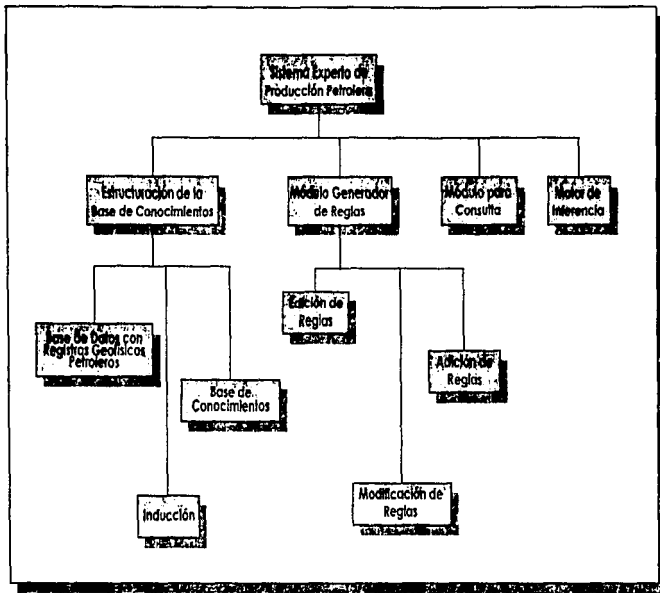 Sistema Experto de
Producción Petrolera
Estructuración de la
Base de Conocimientos
Módulo Generador
de Reglas
Módulo para
Consulta
Motor de
Inferencia
Base de Datos con
Registros Geofísicos
Petroleros
Base de
Conocimientos
Inducción
Edición de
Reglas
Modificación de
Reglas
Adición de
Reglas